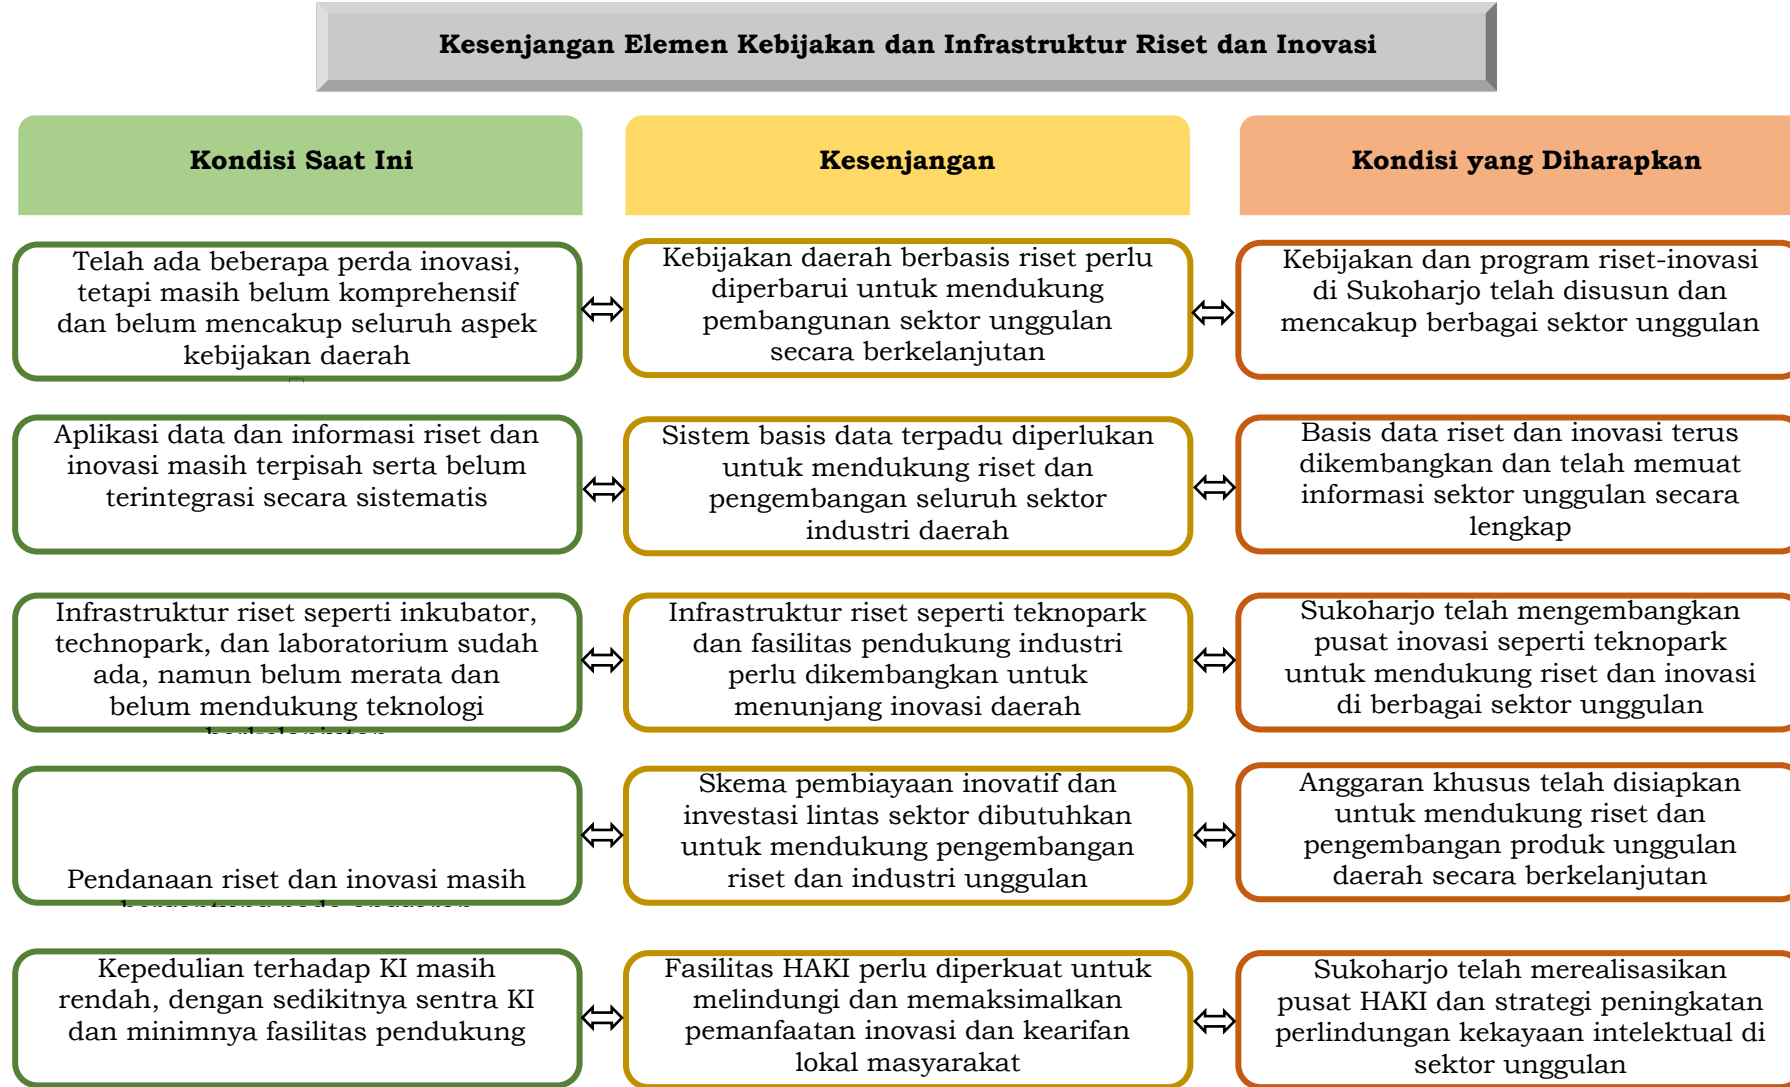 Kesenjangan Elemen Kebijakan dan Infrastruktur Riset dan Inovasi
Kondisi Saat Ini
Kesenjangan
Kondisi yang Diharapkan
Telah ada beberapa perda inovasi,
tetapi masih belum komprehensif
dan belum mencakup seluruh aspek
kebijakan daerah
Kebijakan daerah berbasis riset perlu
diperbarui untuk mendukung
pembangunan sektor unggulan
secara berkelanjutan
Kebijakan dan program riset-inovasi
di Sukoharjo telah disusun dan
mencakup berbagai sektor unggulan
Aplikasi data dan informasi riset dan
inovasi masih terpisah serta belum
terintegrasi secara sistematis
Sistem basis data terpadu diperlukan
untuk mendukung riset dan
pengembangan seluruh sektor
industri daerah
Basis data riset dan inovasi terus
dikembangkan dan telah memuat
informasi sektor unggulan secara
lengkap
Infrastruktur riset seperti inkubator,
technopark, dan laboratorium sudah
ada, namun belum merata dan
belum mendukung teknologi
berkelanjutan
Infrastruktur riset seperti teknopark
dan fasilitas pendukung industri
perlu dikembangkan untuk
menunjang inovasi daerah
Sukoharjo telah mengembangkan
pusat inovasi seperti teknopark
untuk mendukung riset dan inovasi
di berbagai sektor unggulan
Pendanaan riset dan inovasi masih
bergantung pada anggaran
Skema pembiayaan inovatif dan
investasi lintas sektor dibutuhkan
untuk mendukung pengembangan
riset dan industri unggulan
Anggaran khusus telah disiapkan
untuk mendukung riset dan
pengembangan produk unggulan
daerah secara berkelanjutan
Kepedulian terhadap KI masih
rendah, dengan sedikitnya sentra KI
dan minimnya fasilitas pendukung
Fasilitas HAKI perlu diperkuat untuk
melindungi dan memaksimalkan
pemanfaatan inovasi dan kearifan
lokal masyarakat
Sukoharjo telah merealisasikan
pusat HAKI dan strategi peningkatan
perlindungan kekayaan intelektual di
sektor unggulan